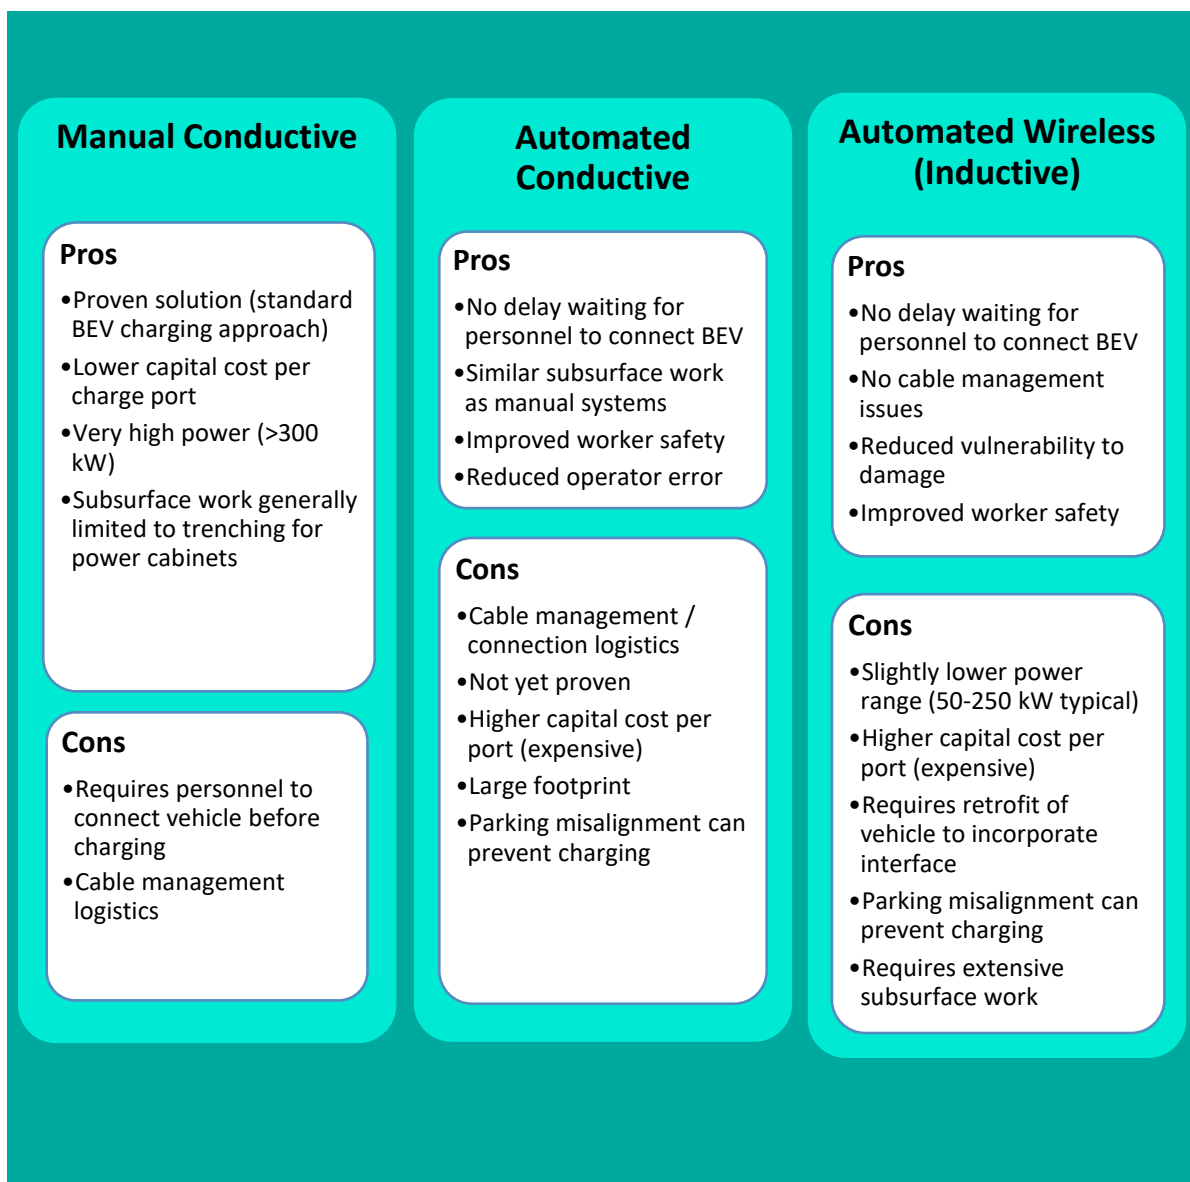 Manual Conductive
Pros
•Proven solution (standard
BEV charging approach)
•Lower capital cost per
charge port
•Very high power (>300
kW)
•Subsurface work generally
limited to trenching for
power cabinets
Cons
•Requires personnel to
connect vehicle before
charging
•Cable management
logistics
Automated
Conductive
Pros
•No delay waiting for
personnel to connect BEV
•Similar subsurface work
as manual systems
•Improved worker safety
•Reduced operator error
Cons
•Cable management /
connection logistics
•Not yet proven
•Higher capital cost per
port (expensive)
•Large footprint
•Parking misalignment can
prevent charging
Automated Wireless
(Inductive)
Pros
•No delay waiting for
personnel to connect BEV
•No cable management
issues
•Reduced vulnerability to
damage
•Improved worker safety
Cons
•Slightly lower power
range (50-250 kW typical)
•Higher capital cost per
port (expensive)
•Requires retrofit of
vehicle to incorporate
interface
•Parking misalignment can
prevent charging
•Requires extensive
subsurface work